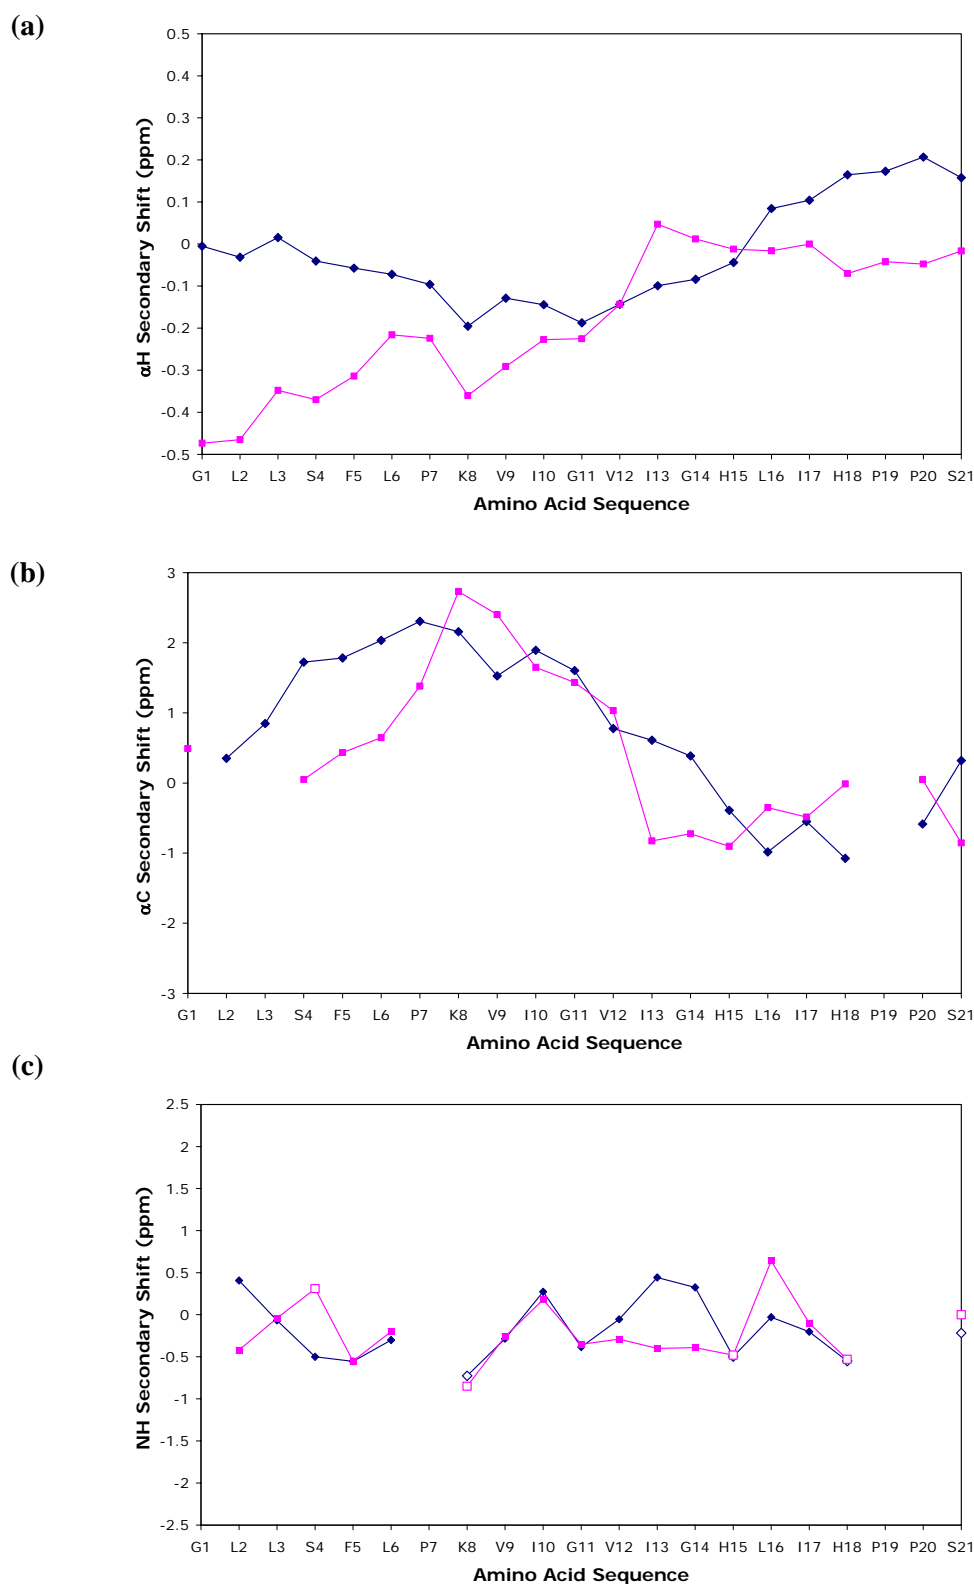 (a)
0.5
0.4
0.3
0.2
0.1
0
-0.1
-0.2
-0.3
-0.4
-0.5
αH Secondary Shift (ppm)
G1 L2 L3 S4 F5 L6 P7 K8 V9 I10 G11 V12 I13 G14 H15 L16 I17 H18 P19 P20 S21
Amino Acid Sequence
(b)
3
2
1
0
-1
-2
-3
αC Secondary Shift (ppm)
G1 L2 L3 S4 F5 L6 P7 K8 V9 I10 G11 V12 I13 G14 H15 L16 I17 H18 P19 P20 S21
Amino Acid Sequence
(c)
2.5
2
1.5
1
0.5
0
-0.5
-1
-1.5
-2
-2.5
NH Secondary Shift (ppm)
G1 L2 L3 S4 F5 L6 P7 K8 V9 I10 G11 V12 I13 G14 H15 L16 I17 H18 P19 P20 S21
Amino Acid Sequence